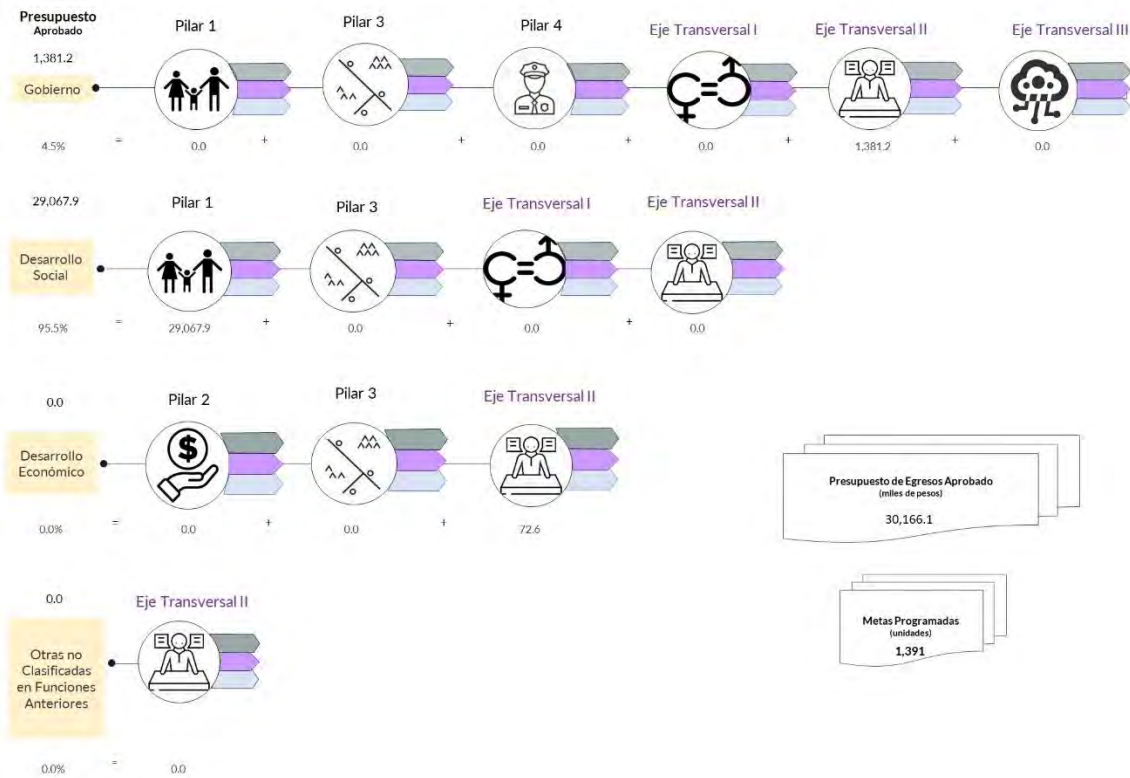 Presupuesto
Aprobado
1,381.2
Gobierno
4.5%
=
Pilar 1
0.0
+
Pilar 3
0.0
+
Pilar 4
0.0
+
Eje Transversal I
0.0
+
Eje Transversal II
1,381.2
+
Eje Transversal III
0.0
29,067.9
Desarrollo
Social
95.5%
=
Pilar 1
29,067.9
+
Pilar 3
0.0
+
Eje Transversal I
0.0
+
Eje Transversal II
0.0
0.0
Desarrollo
Económico
0.0%
=
Pilar 2
$
0.0
+
Pilar 3
0.0
+
Eje Transversal II
72.6
Presupuesto de Egresos Aprobado
(miles de pesos)
30,166.1
Metas Programadas
(unidades)
1,391
0.0
Otras no
Clasificadas
en Funciones
Anteriores
0.0%
=
Eje Transversal II
0.0